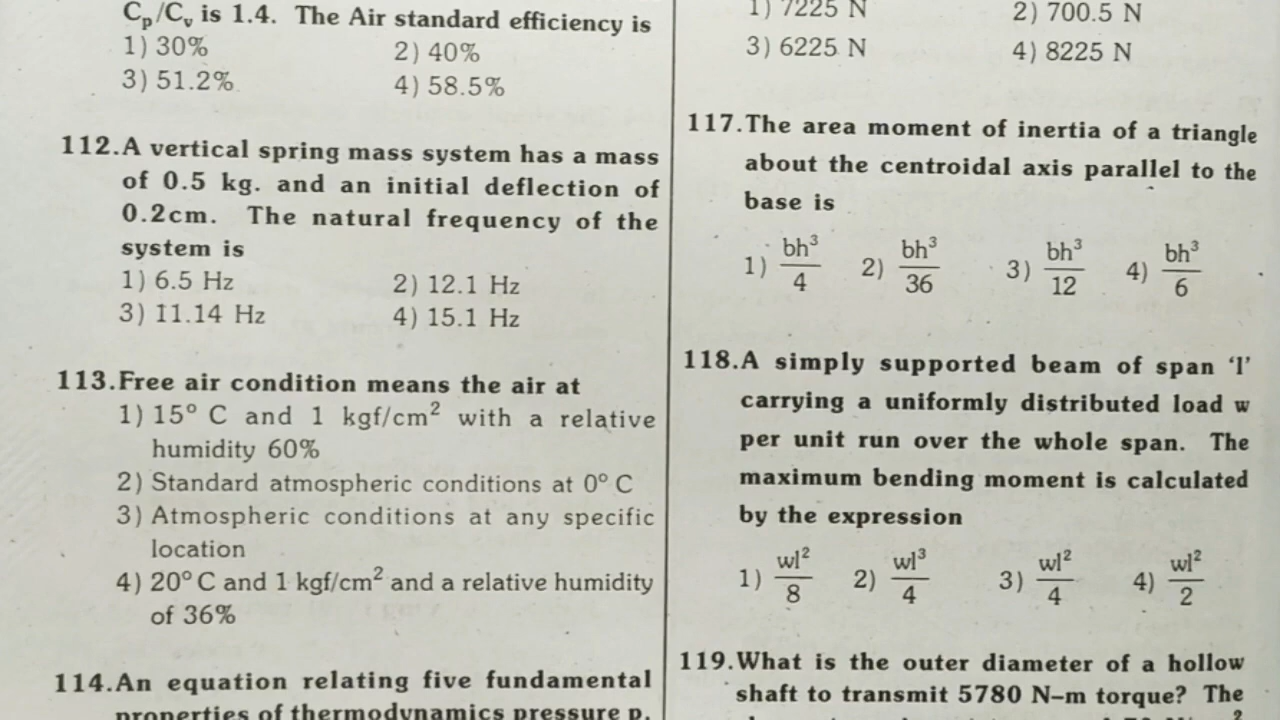 C_p/C_v is 1.4. The Air standard efficiency is
1) 30% 2) 40%
3) 51.2% 4) 58.5%
112. A vertical spring mass system has a mass
of 0.5 kg. and an initial deflection of
0.2cm. The natural frequency of the
system is
1) 6.5 Hz 2) 12.1 Hz
3) 11.14 Hz 4) 15.1 Hz
113. Free air condition means the air at
1) 15° C and 1 kgf/cm² with a relative
humidity 60%
2) Standard atmospheric conditions at 0° C
3) Atmospheric conditions at any specific
location
4) 20° C and 1 kgf/cm² and a relative humidity
of 36%
114. An equation relating five fundamental
properties of thermodynamics pressure p,
1) 7225 N 2) 700.5 N
3) 6225 N 4) 8225 N
117. The area moment of inertia of a triangle
about the centroidal axis parallel to the
base is
1) bh³/4 2) bh³/36 3) bh³/12 4) bh³/6
118. A simply supported beam of span 'l'
carrying a uniformly distributed load w
per unit run over the whole span. The
maximum bending moment is calculated
by the expression
1) wl²/8 2) wl³/4 3) wl²/4 4) wl²/2
119. What is the outer diameter of a hollow
shaft to transmit 5780 N–m torque? The